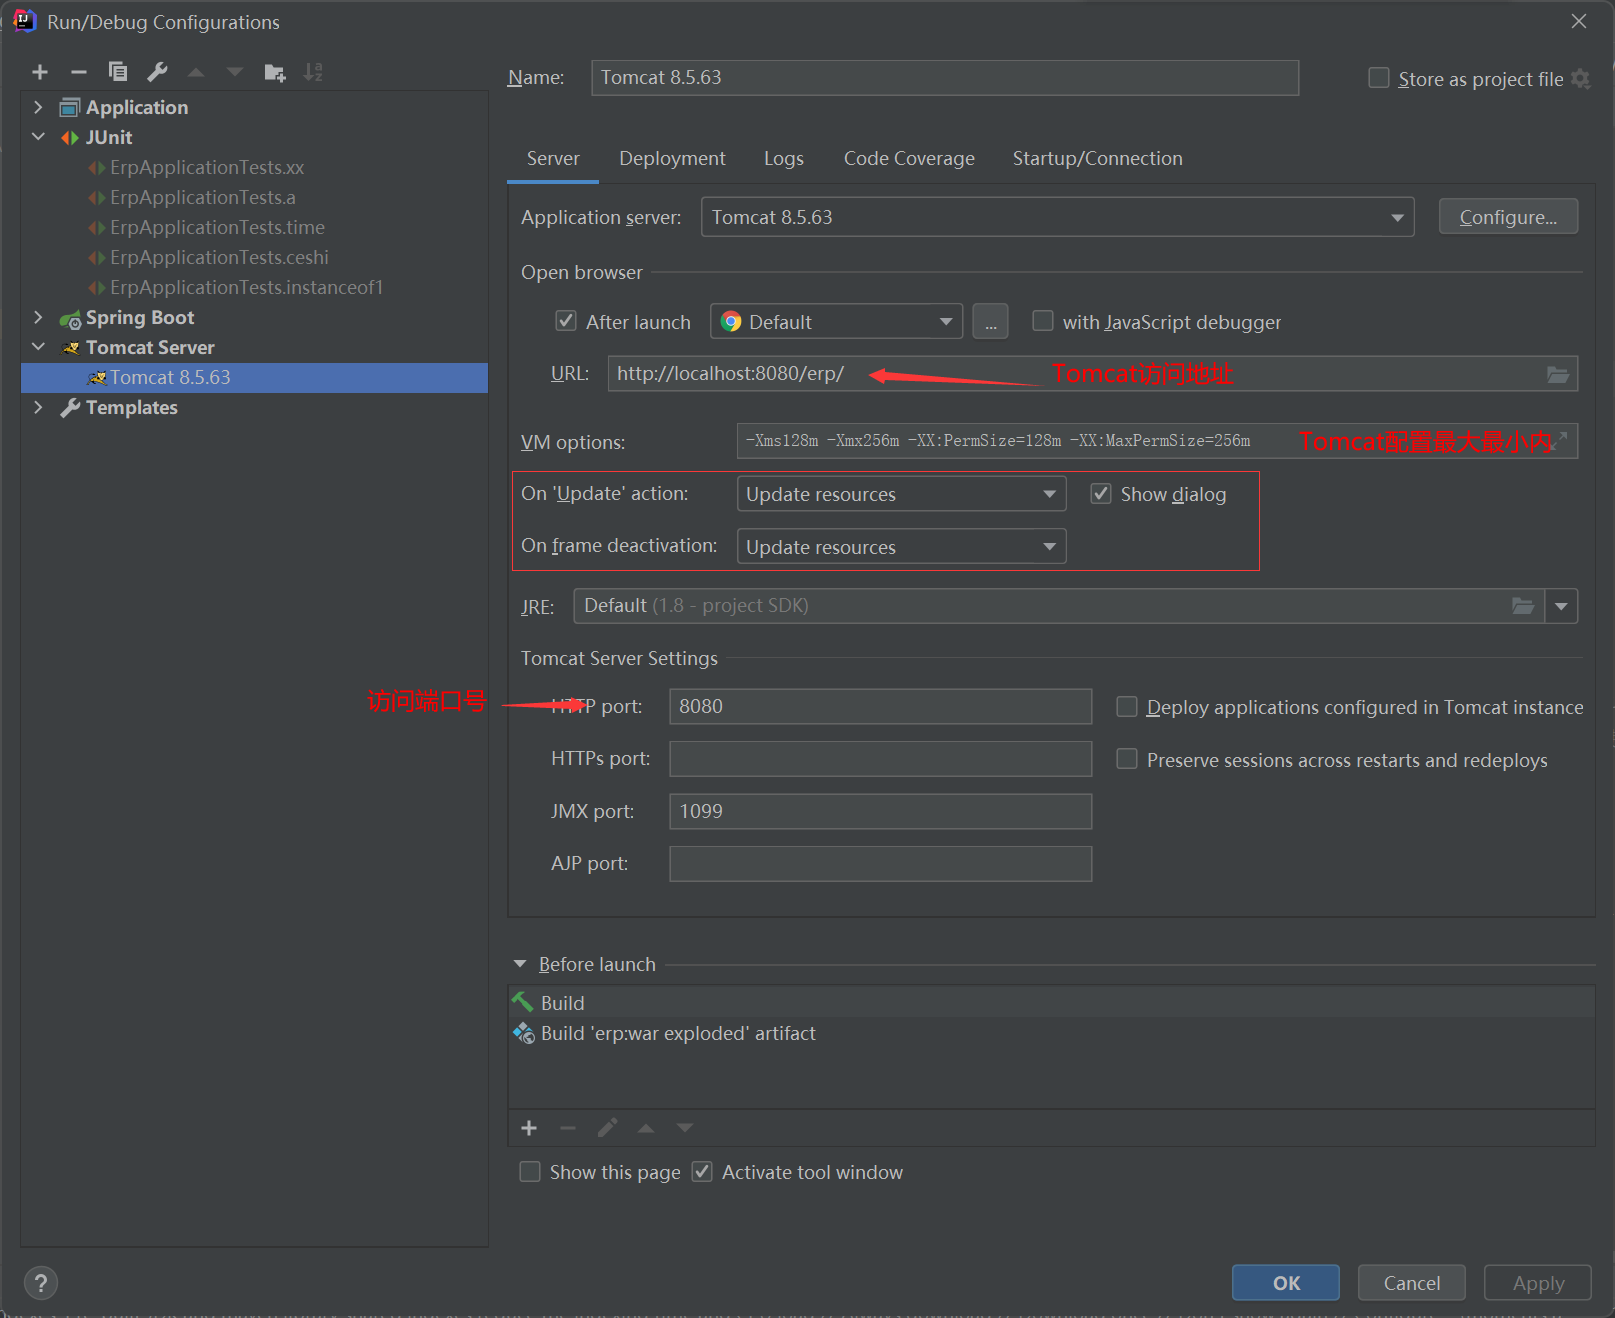 Run/Debug Configurations
Application
JUnit
ErpApplicationTests.xx
ErpApplicationTests.a
ErpApplicationTests.time
ErpApplicationTests.ceshi
ErpApplicationTests.instanceof1
Spring Boot
Tomcat Server
Tomcat 8.5.63
Templates
Name: Tomcat 8.5.63 Store as project file
Server Deployment Logs Code Coverage Startup/Connection
Application server: Tomcat 8.5.63 Configure...
Open browser
After launch Default ... with JavaScript debugger
URL: http://localhost:8080/erp/ Tomcat访问地址
VM options: -Xms128m -Xmx256m -XX:PermSize=128m -XX:MaxPermSize=256m Tomcat配置最大最小内
On 'Update' action: Update resources Show dialog
On frame deactivation: Update resources
JRE: Default (1.8 - project SDK)
Tomcat Server Settings
访问端口号 HTTP port: 8080 Deploy applications configured in Tomcat instance
HTTPs port: Preserve sessions across restarts and redeploys
JMX port: 1099
AJP port:
Before launch
Build
Build 'erp:war exploded' artifact
Show this page Activate tool window
? OK Cancel Apply